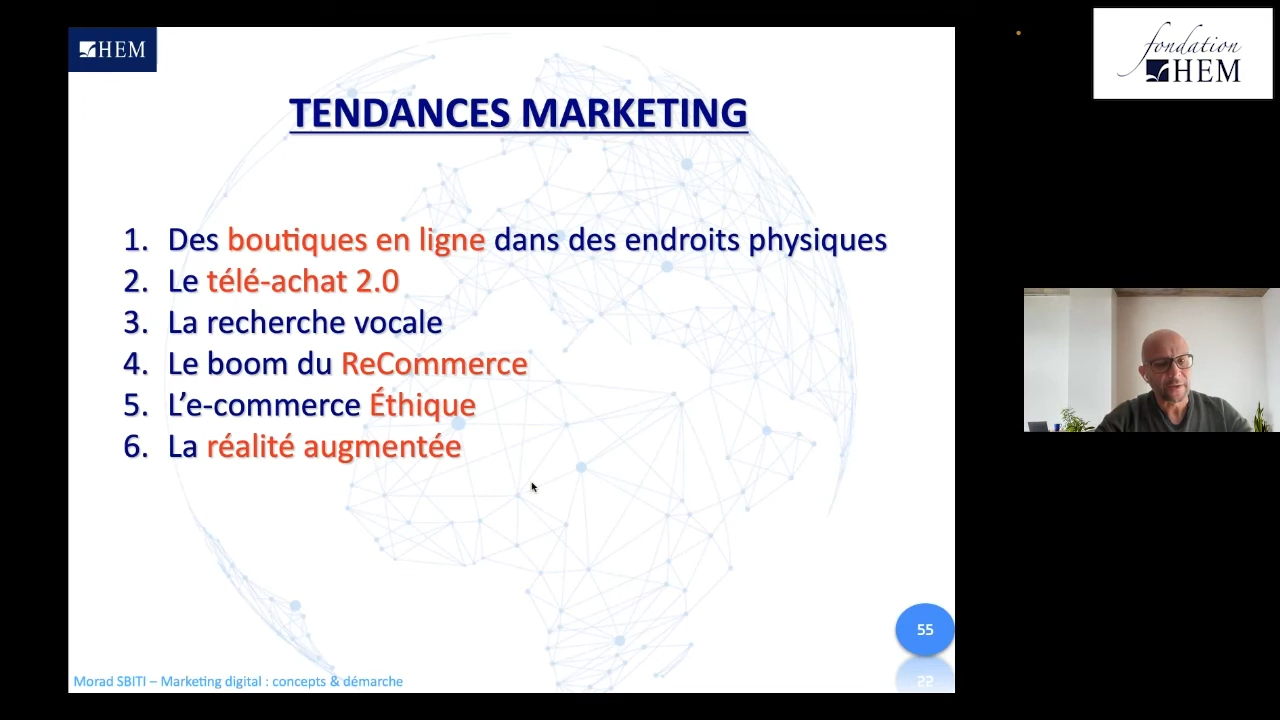 HEM
fondation
HEM
TENDANCES MARKETING
1. Des boutiques en ligne dans des endroits physiques
2. Le télé-achat 2.0
3. La recherche vocale
4. Le boom du ReCommerce
5. L’e-commerce Éthique
6. La réalité augmentée
55
Morad SBITI – Marketing digital : concepts & démarche